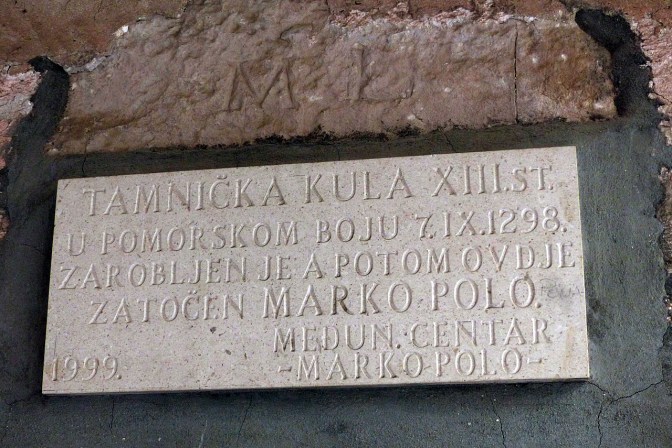 M L
TAMNIČKA KULA XIII.ST.
U POMORSKOM BOJU 7.IX.1298.
ZAROBLJEN JE A POTOM OVDJE
ZATOČEN MARKO POLO.
MEĐUN. CENTAR
1999. -MARKO POLO-